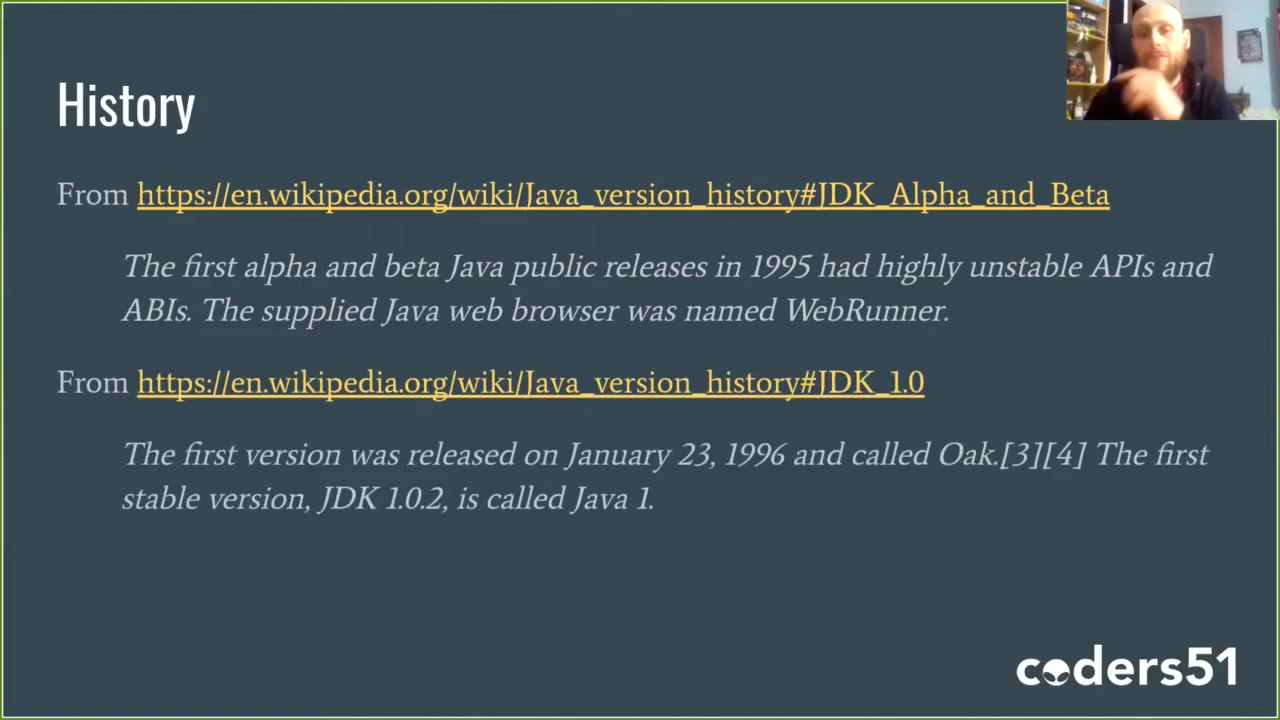 History
From https://en.wikipedia.org/wiki/Java_version_history#JDK_Alpha_and_Beta
The first alpha and beta Java public releases in 1995 had highly unstable APIs and
ABIs. The supplied Java web browser was named WebRunner.
From https://en.wikipedia.org/wiki/Java_version_history#JDK_1.0
The first version was released on January 23, 1996 and called Oak.[3][4] The first
stable version, JDK 1.0.2, is called Java 1.
coders51